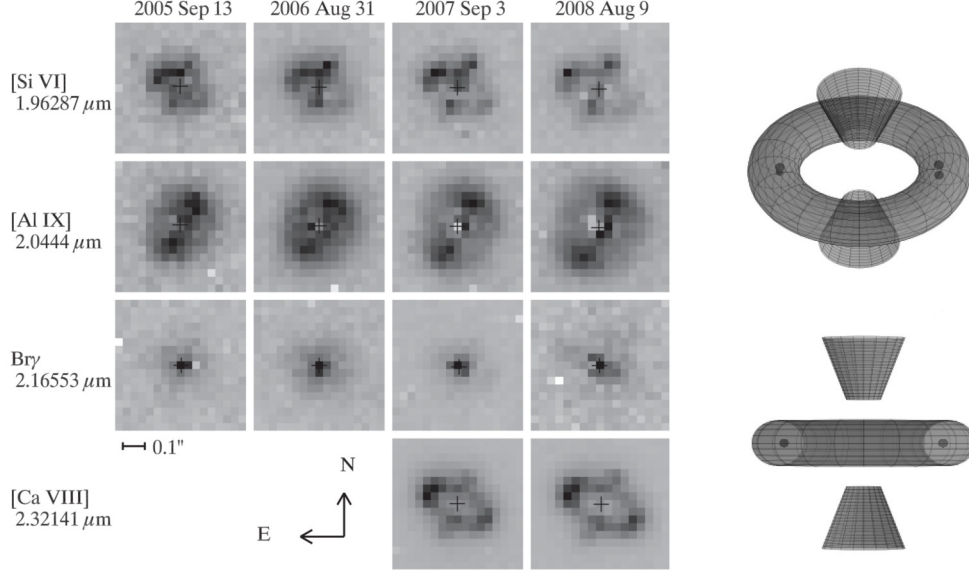 2005 Sep 13 2006 Aug 31 2007 Sep 3 2008 Aug 9
[Si VI]
1.96287 μm
[Al IX]
2.0444 μm
Brγ
2.16553 μm
0.1"
N
E
[Ca VIII]
2.32141 μm